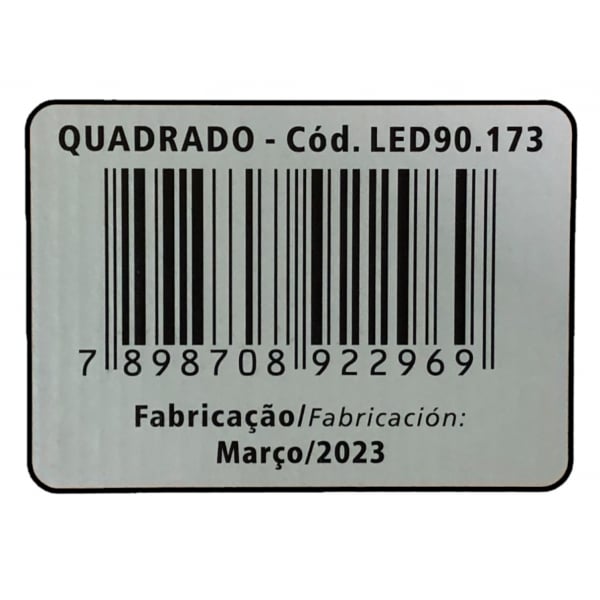 QUADRADO - Cód. LED90.173
7 898708 922969
Fabricação/Fabricación:
Março/2023